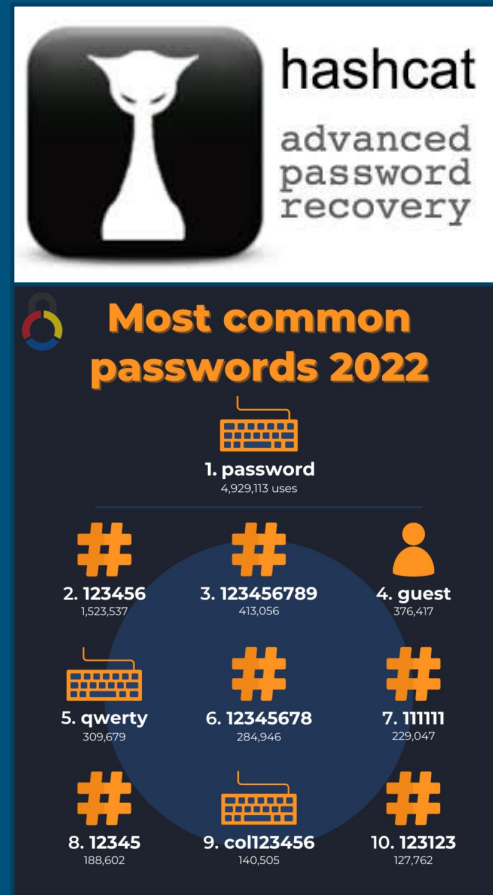 hashcat
advanced
password
recovery
Most common
passwords 2022
1. password
4,929,113 uses
2. 123456
1,523,537
3. 123456789
413,056
4. guest
376,417
5. qwerty
309,679
6. 12345678
284,946
7. 111111
229,047
8. 12345
188,602
9. col123456
140,505
10. 123123
127,762